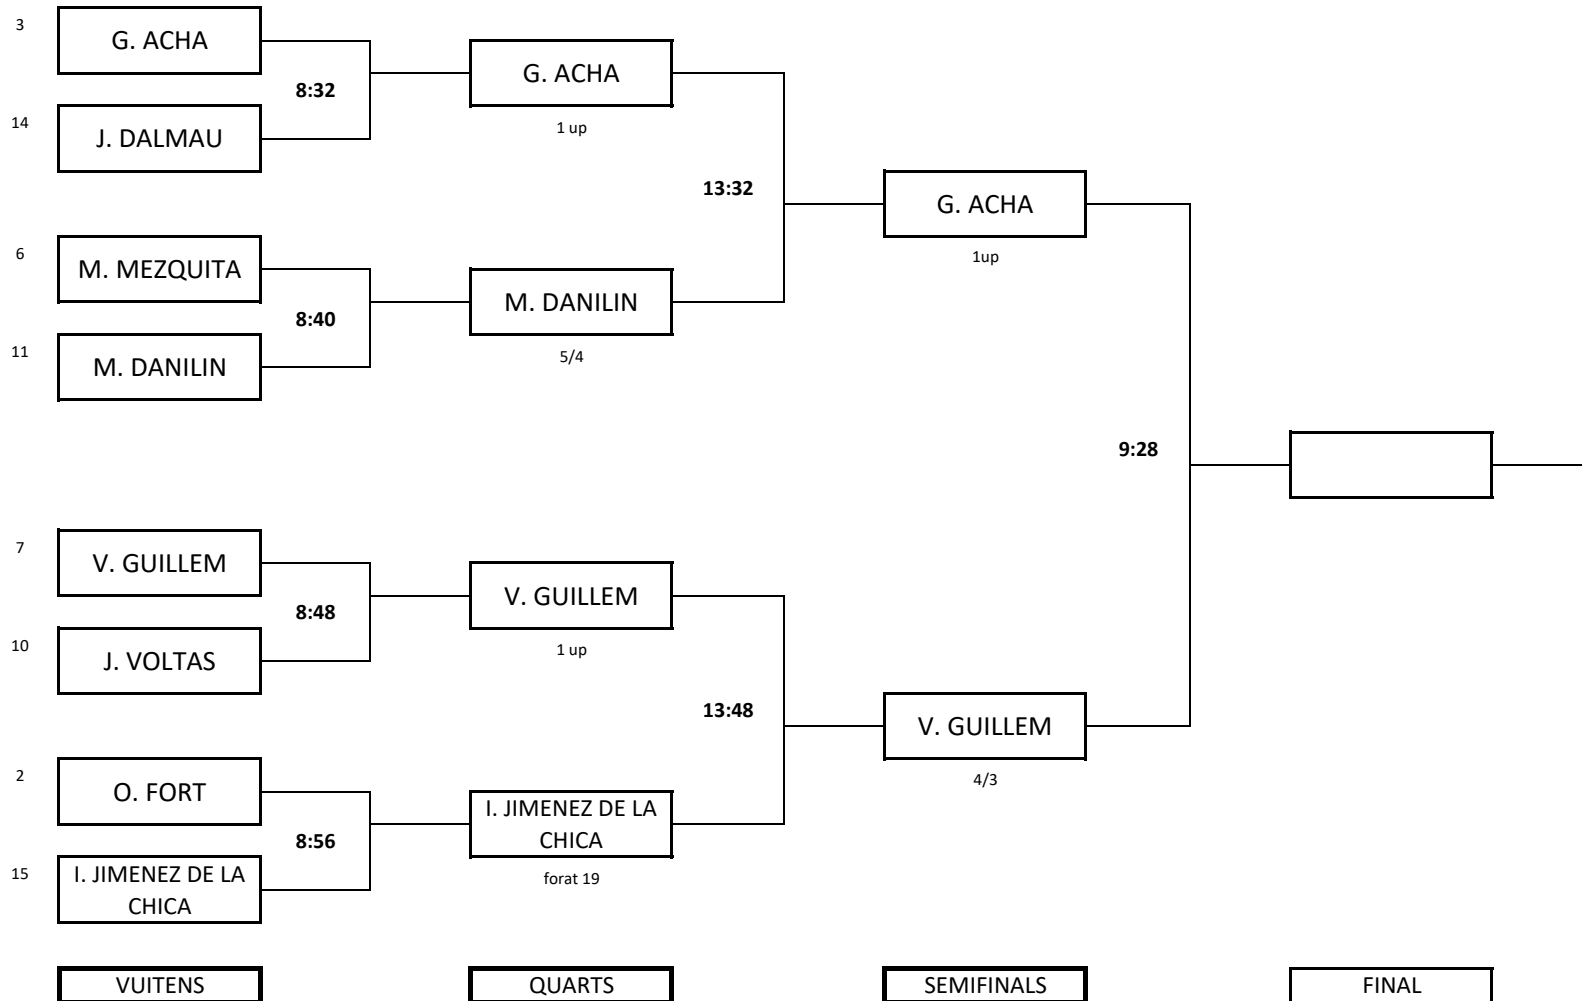 3
G. ACHA
8:32
14
J. DALMAU
6
M. MEZQUITA
8:40
11
M. DANILIN
7
V. GUILLEM
8:48
10
J. VOLTAS
2
O. FORT
8:56
15
I. JIMENEZ DE LA
CHICA
VUITENS
G. ACHA
1 up
13:32
M. DANILIN
5/4
V. GUILLEM
1 up
13:48
I. JIMENEZ DE LA
CHICA
forat 19
QUARTS
G. ACHA
1up
9:28
V. GUILLEM
4/3
SEMIFINALS
FINAL